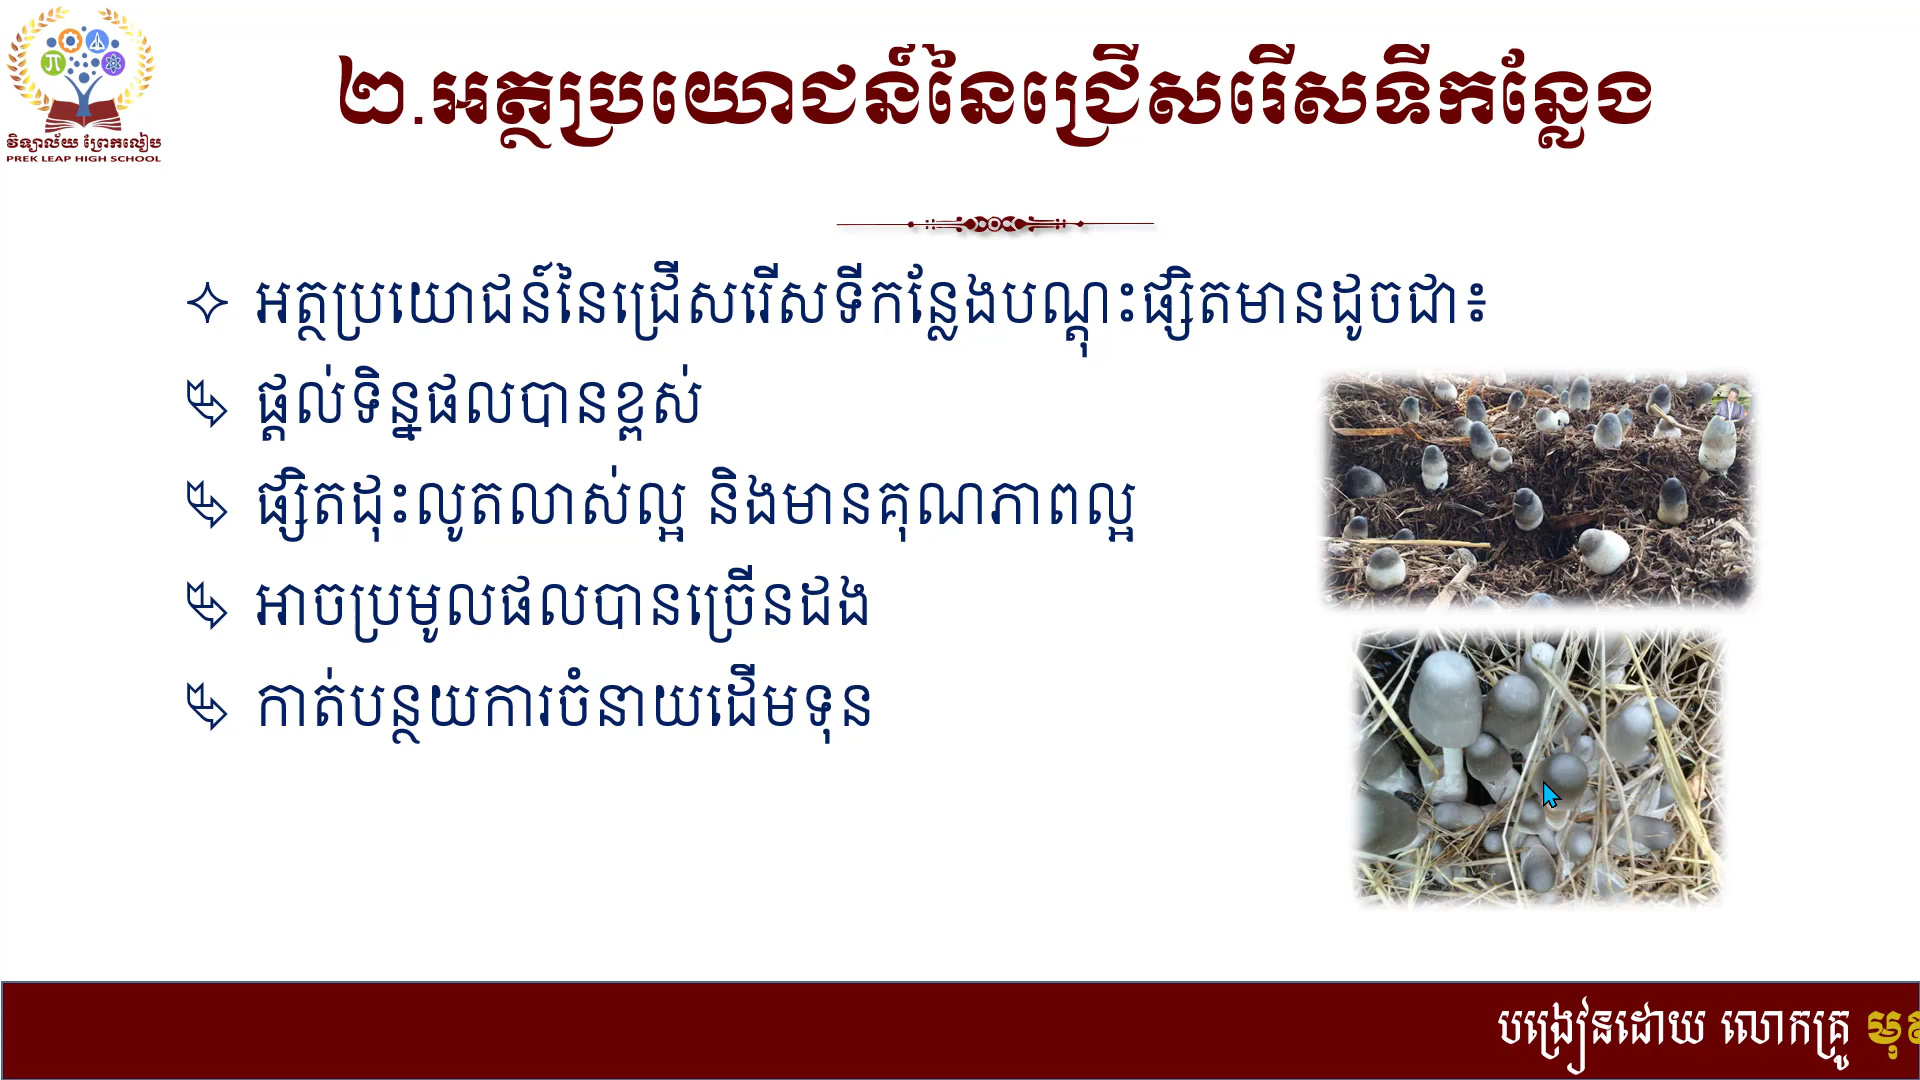 វិទ្យាល័យ ព្រែកលៀប
PREK LEAP HIGH SCHOOL
២.អត្ថប្រយោជន៍នៃជ្រើសរើសទីកន្លែង
អត្ថប្រយោជន៍នៃជ្រើសរើសទីកន្លែងបណ្តុះផ្សិតមានដូចជា៖
ផ្តល់ទិន្នផលបានខ្ពស់
ផ្សិតដុះលូតលាស់ល្អ និងមានគុណភាពល្អ
អាចប្រមូលផលបានច្រើនដង
កាត់បន្ថយការចំនាយដើមទុន
បង្រៀនដោយ លោកគ្រូ